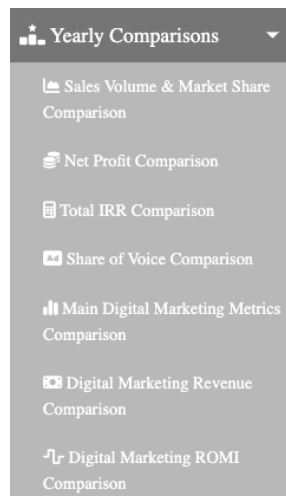 Yearly Comparisons
Sales Volume & Market Share
Comparison
Net Profit Comparison
Total IRR Comparison
Ad Share of Voice Comparison
Main Digital Marketing Metrics
Comparison
Digital Marketing Revenue
Comparison
Digital Marketing ROMI
Comparison